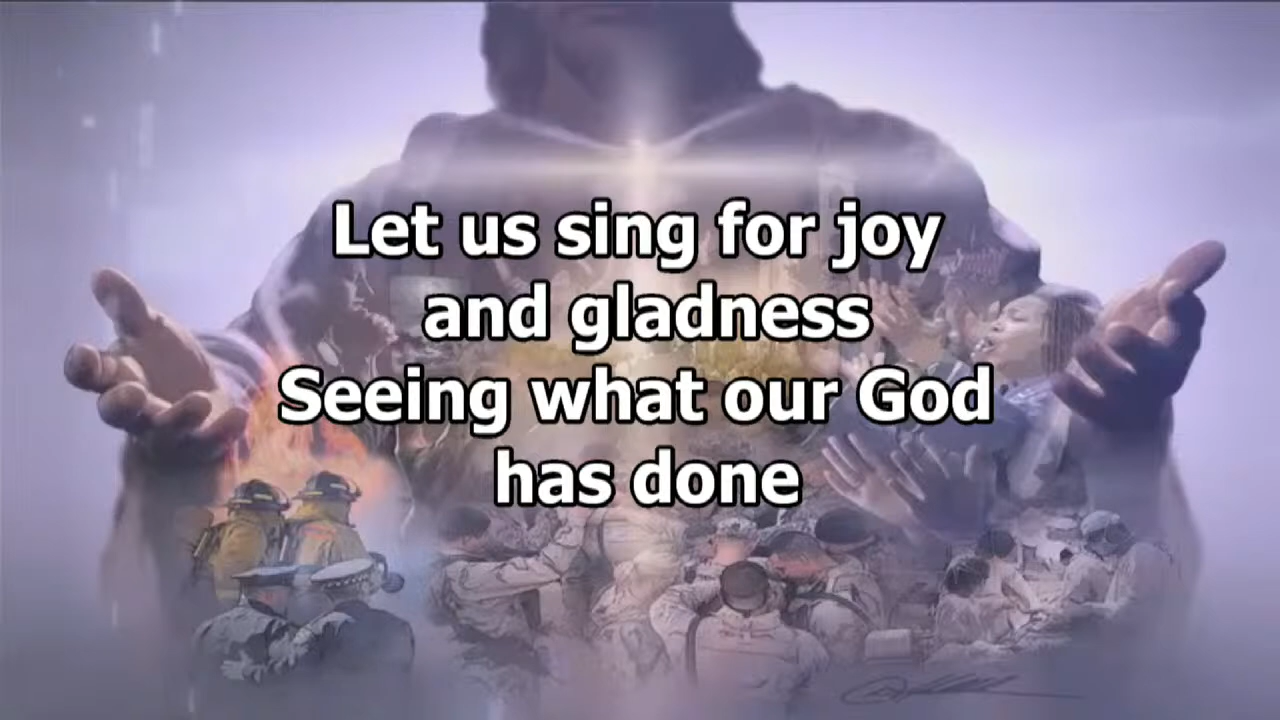 Let us sing for joy
and gladness
Seeing what our God
has done